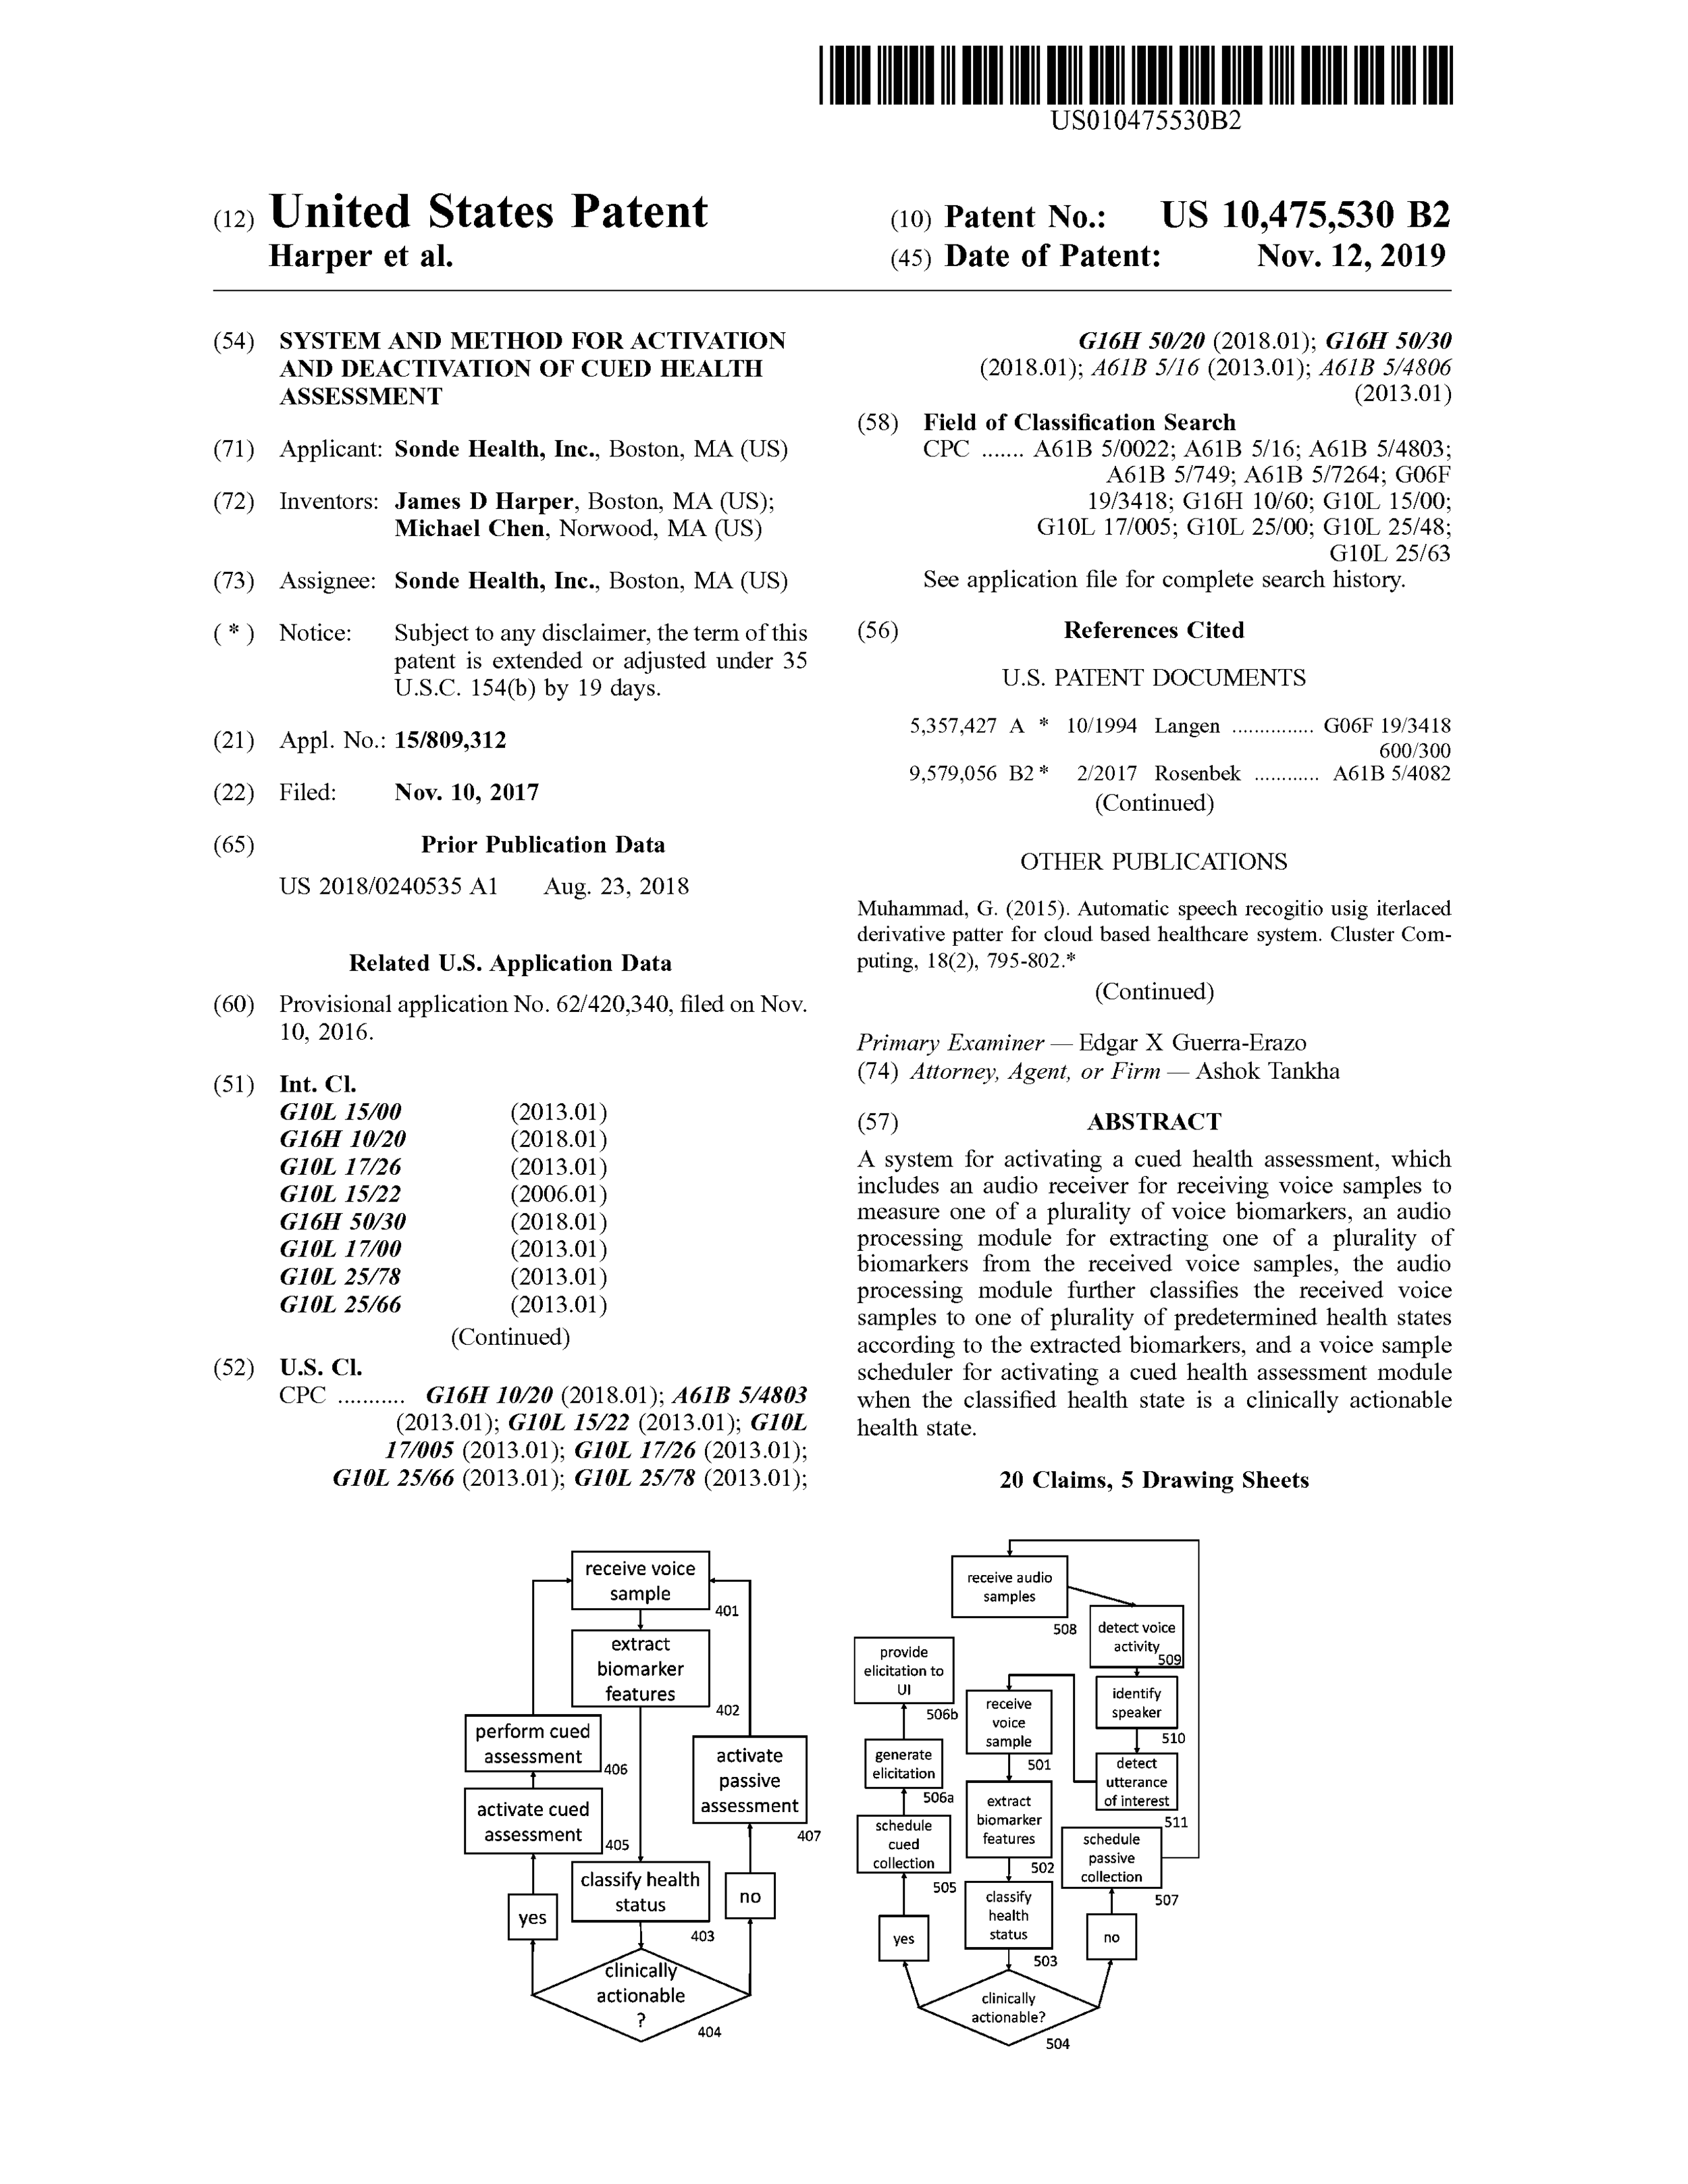 US010475530B2
(12) United States Patent
Harper et al.
(10) Patent No.: US 10,475,530 B2
(45) Date of Patent: Nov. 12, 2019
(54) SYSTEM AND METHOD FOR ACTIVATION
AND DEACTIVATION OF CUED HEALTH
ASSESSMENT
(71) Applicant: Sonde Health, Inc., Boston, MA (US)
(72) Inventors: James D Harper, Boston, MA (US);
Michael Chen, Norwood, MA (US)
(73) Assignee: Sonde Health, Inc., Boston, MA (US)
( * ) Notice: Subject to any disclaimer, the term of this
patent is extended or adjusted under 35
U.S.C. 154(b) by 19 days.
(21) Appl. No.: 15/809,312
(22) Filed: Nov. 10, 2017
(65) Prior Publication Data
US 2018/0240535 A1 Aug. 23, 2018
Related U.S. Application Data
(60) Provisional application No. 62/420,340, filed on Nov.
10, 2016.
(51) Int. Cl.
G10L 15/00 (2013.01)
G16H 10/20 (2018.01)
G10L 17/26 (2013.01)
G10L 15/22 (2006.01)
G16H 50/30 (2018.01)
G10L 17/00 (2013.01)
G10L 25/78 (2013.01)
G10L 25/66 (2013.01)
(Continued)
(52) U.S. Cl.
CPC ........... G16H 10/20 (2018.01); A61B 5/4803
(2013.01); G10L 15/22 (2013.01); G10L
17/005 (2013.01); G10L 17/26 (2013.01);
G10L 25/66 (2013.01); G10L 25/78 (2013.01);
G16H 50/20 (2018.01); G16H 50/30
(2018.01); A61B 5/16 (2013.01); A61B 5/4806
(2013.01)
(58) Field of Classification Search
CPC ....... A61B 5/0022; A61B 5/16; A61B 5/4803;
A61B 5/749; A61B 5/7264; G06F
19/3418; G16H 10/60; G10L 15/00;
G10L 17/005; G10L 25/00; G10L 25/48;
G10L 25/63
See application file for complete search history.
(56) References Cited
U.S. PATENT DOCUMENTS
5,357,427 A * 10/1994 Langen .............. G06F 19/3418
600/300
9,579,056 B2 * 2/2017 Rosenbek ............ A61B 5/4082
(Continued)
OTHER PUBLICATIONS
Muhammad, G. (2015). Automatic speech recogitio usig iterlaced
derivative patter for cloud based healthcare system. Cluster Com-
puting, 18(2), 795-802.*
(Continued)
Primary Examiner — Edgar X Guerra-Erazo
(74) Attorney, Agent, or Firm — Ashok Tankha
(57) ABSTRACT
A system for activating a cued health assessment, which
includes an audio receiver for receiving voice samples to
measure one of a plurality of voice biomarkers, an audio
processing module for extracting one of a plurality of
biomarkers from the received voice samples, the audio
processing module further classifies the received voice
samples to one of plurality of predetermined health states
according to the extracted biomarkers, and a voice sample
scheduler for activating a cued health assessment module
when the classified health state is a clinically actionable
health state.
20 Claims, 5 Drawing Sheets
receive voice
sample
401
extract
biomarker
features
402
perform cued
assessment
406
activate cued
assessment
405
activate
passive
assessment
407
classify health
status
403
yes
no
clinically
actionable
?
404
receive audio
samples
508
detect voice
activity
509
provide
elicitation to
UI
506b
identify
speaker
510
receive
voice
sample
501
generate
elicitation
506a
detect
utterance
of interest
511
extract
biomarker
features
502
schedule
cued
collection
505
schedule
passive
collection
507
classify
health
status
503
yes
no
clinically
actionable?
504